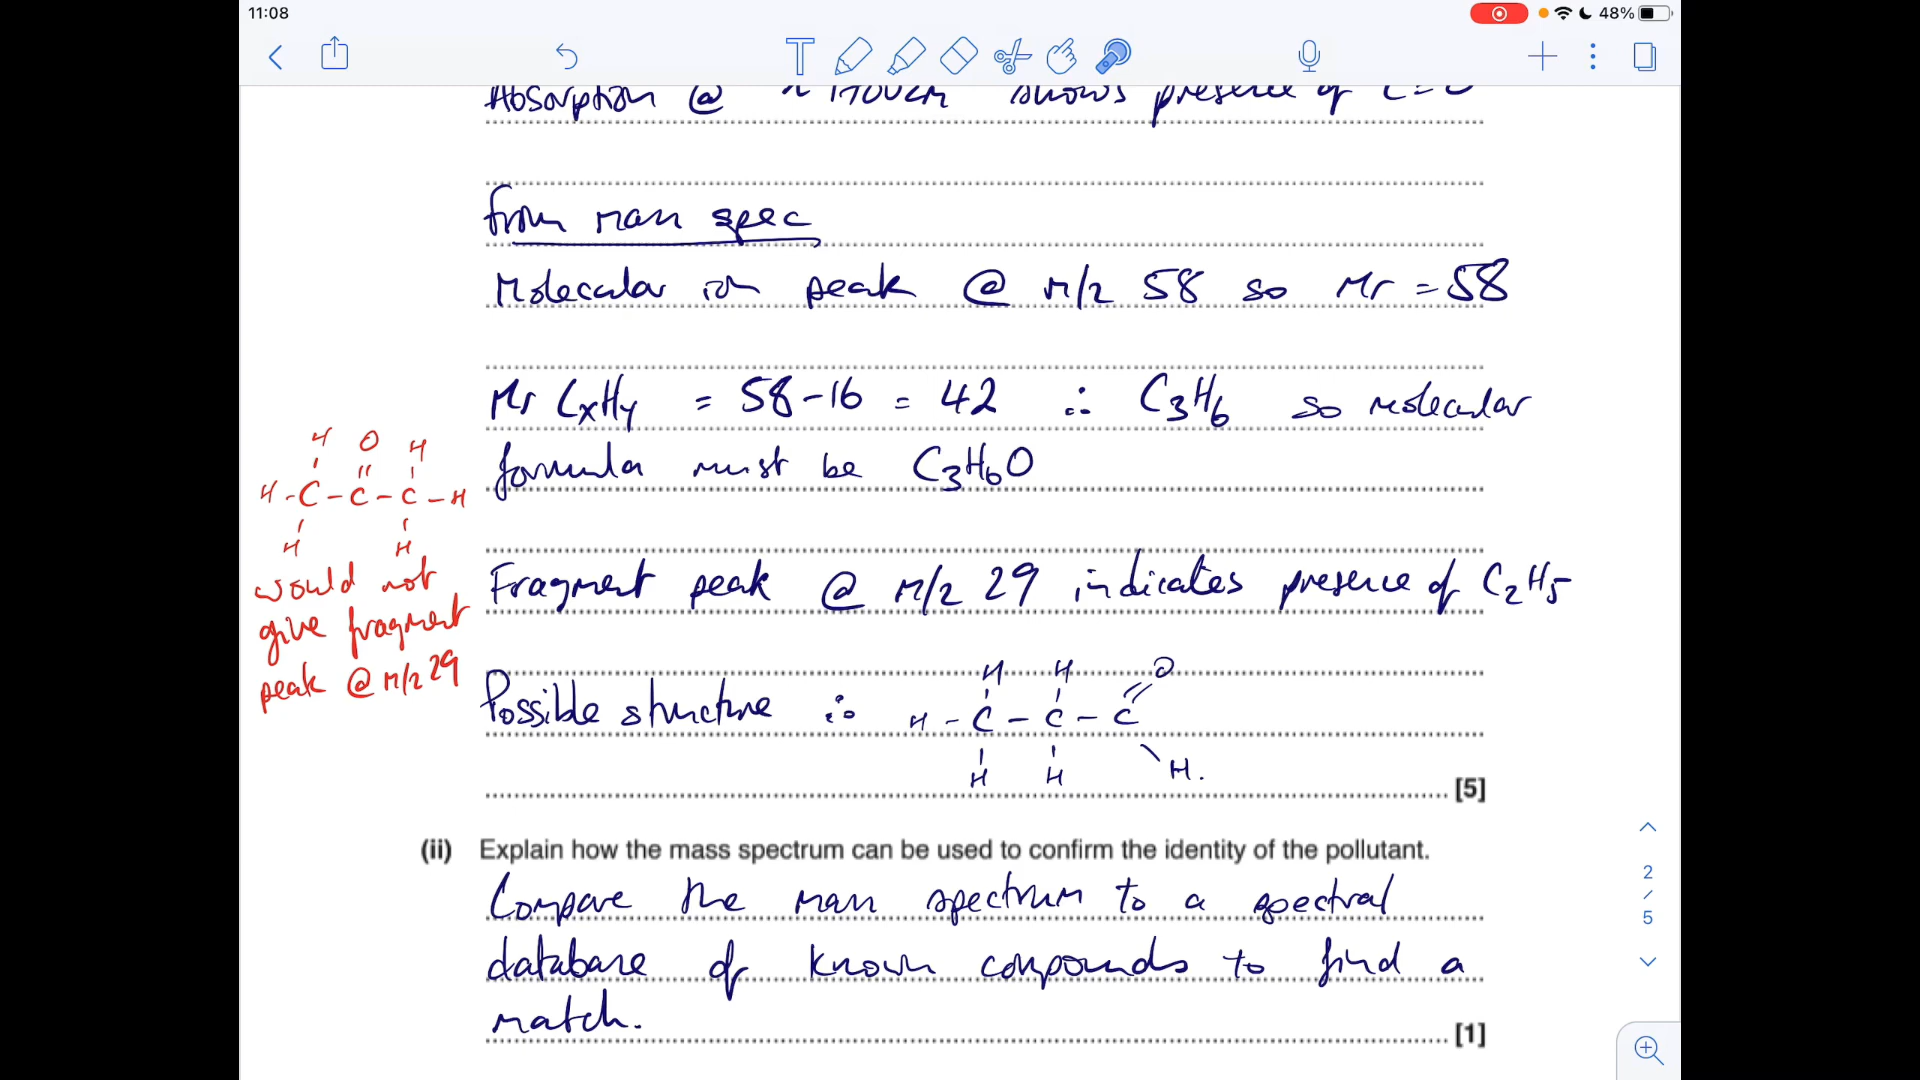 11:08
48%
Absorption @ ~ 1700cm shows presence of C=O
from mass spec
Molecular ion peak @ M/Z 58 so Mr = 58
Mr CxHy = 58-16 = 42 ∴ C3H6 so molecular
formula must be C3H6O
H O H
H-C-C-C-H
H H
would not
give fragment
peak @ M/Z 29
Fragment peak @ M/Z 29 indicates presence of C2H5
H H O
Possible structure ∴ H-C-C-C
H H H.
[5]
(ii) Explain how the mass spectrum can be used to confirm the identity of the pollutant.
Compare the mass spectrum to a spectral
database of known compounds to find a
match.
[1]
2
/
5